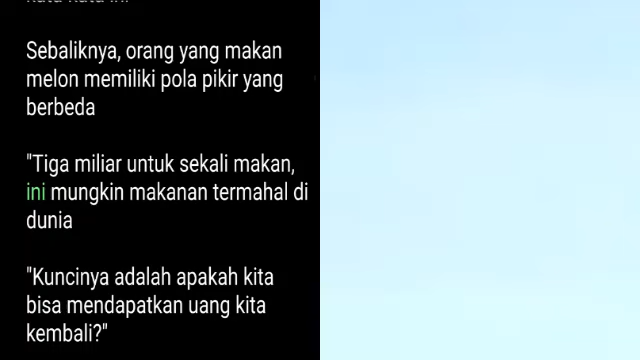 Sebaliknya, orang yang makan
melon memiliki pola pikir yang
berbeda
"Tiga miliar untuk sekali makan,
ini mungkin makanan termahal di
dunia
"Kuncinya adalah apakah kita
bisa mendapatkan uang kita
kembali?"